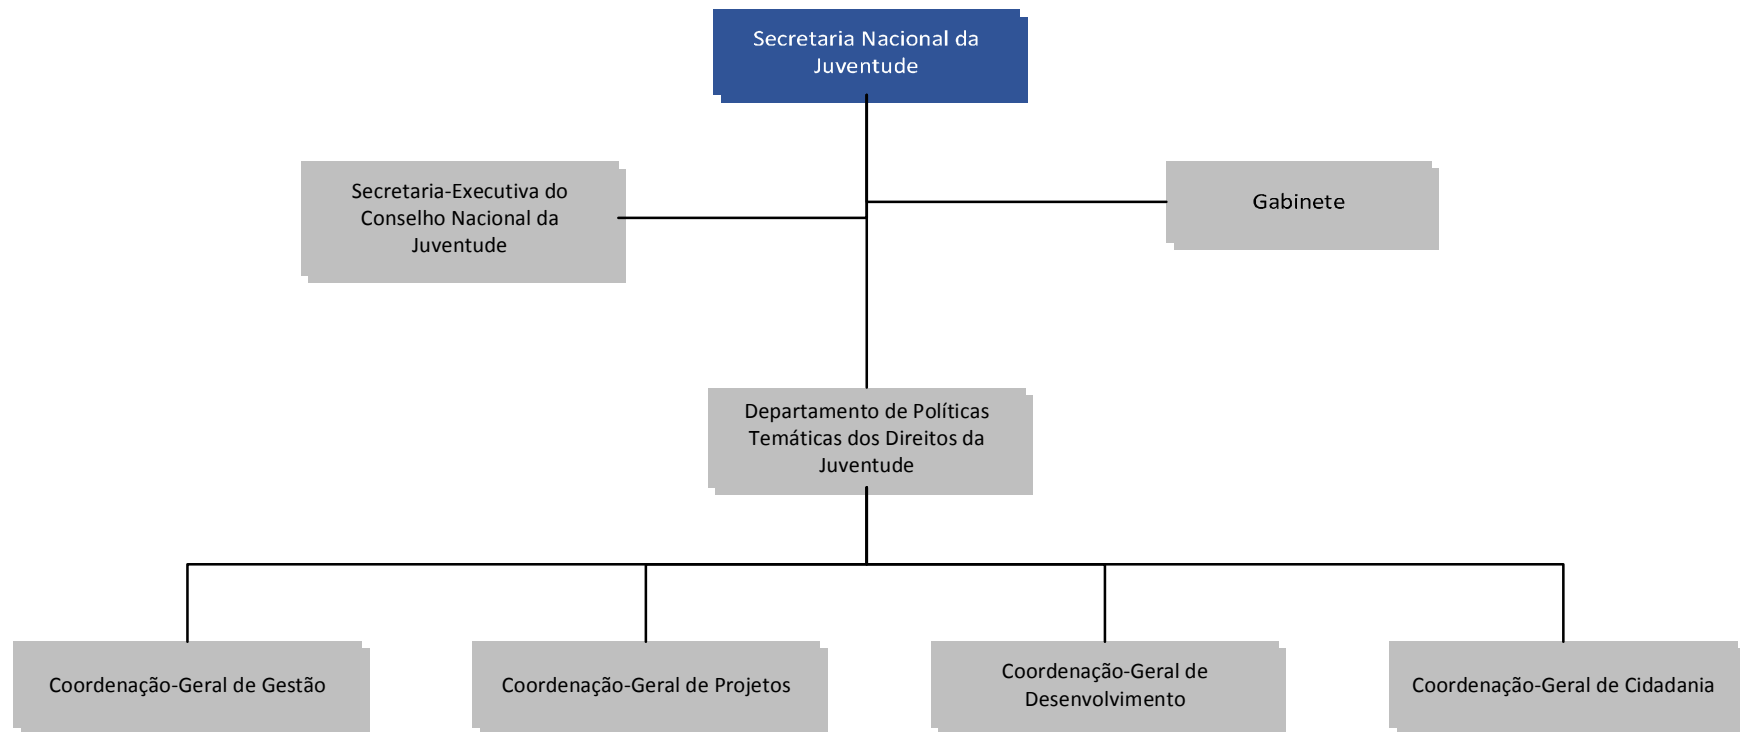 Secretaria Nacional da
Juventude
Secretaria-Executiva do
Conselho Nacional da
Juventude
Gabinete
Departamento de Políticas
Temáticas dos Direitos da
Juventude
Coordenação-Geral de Gestão
Coordenação-Geral de Projetos
Coordenação-Geral de
Desenvolvimento
Coordenação-Geral de Cidadania